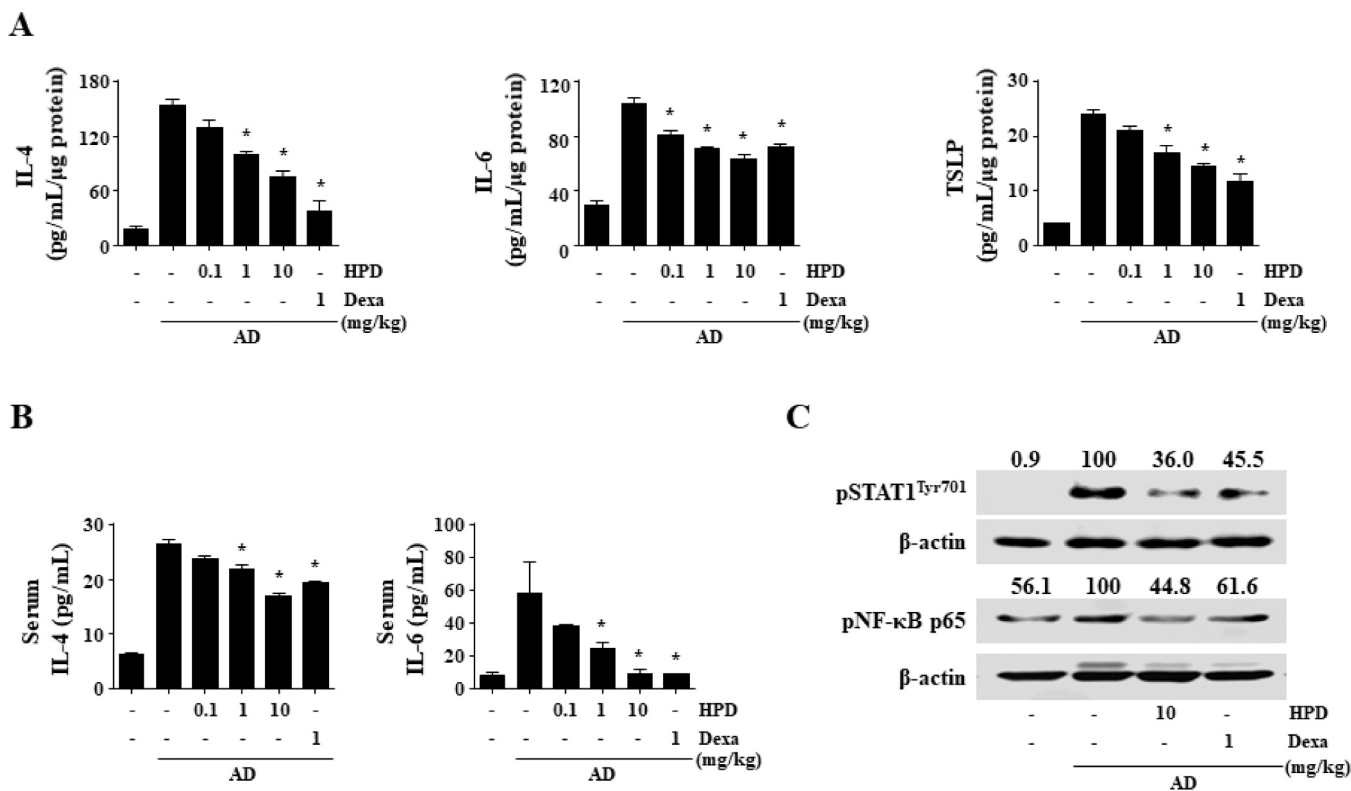 A
IL-4
(pg/mL/μg protein)
180
120
60
0
*
*
*
- - 0.1 1 10 - HPD
- - - - - 1 Dexa
(mg/kg)
AD
IL-6
(pg/mL/μg protein)
120
80
40
0
*
*
*
*
- - 0.1 1 10 - HPD
- - - - - 1 Dexa
(mg/kg)
AD
TSLP
(pg/mL/μg protein)
30
20
10
0
*
*
*
- - 0.1 1 10 - HPD
- - - - - 1 Dexa
(mg/kg)
AD
B
Serum
IL-4 (pg/mL)
30
20
10
0
*
*
*
- - 0.1 1 10 - HPD
- - - - - 1 Dexa
(mg/kg)
AD
Serum
IL-6 (pg/mL)
100
80
60
40
20
0
*
*
*
- - 0.1 1 10 - HPD
- - - - - 1 Dexa
(mg/kg)
AD
C
0.9 100 36.0 45.5
pSTAT1Tyr701
β-actin
56.1 100 44.8 61.6
pNF-κB p65
β-actin
- - 10 - HPD
- - - 1 Dexa
(mg/kg)
AD